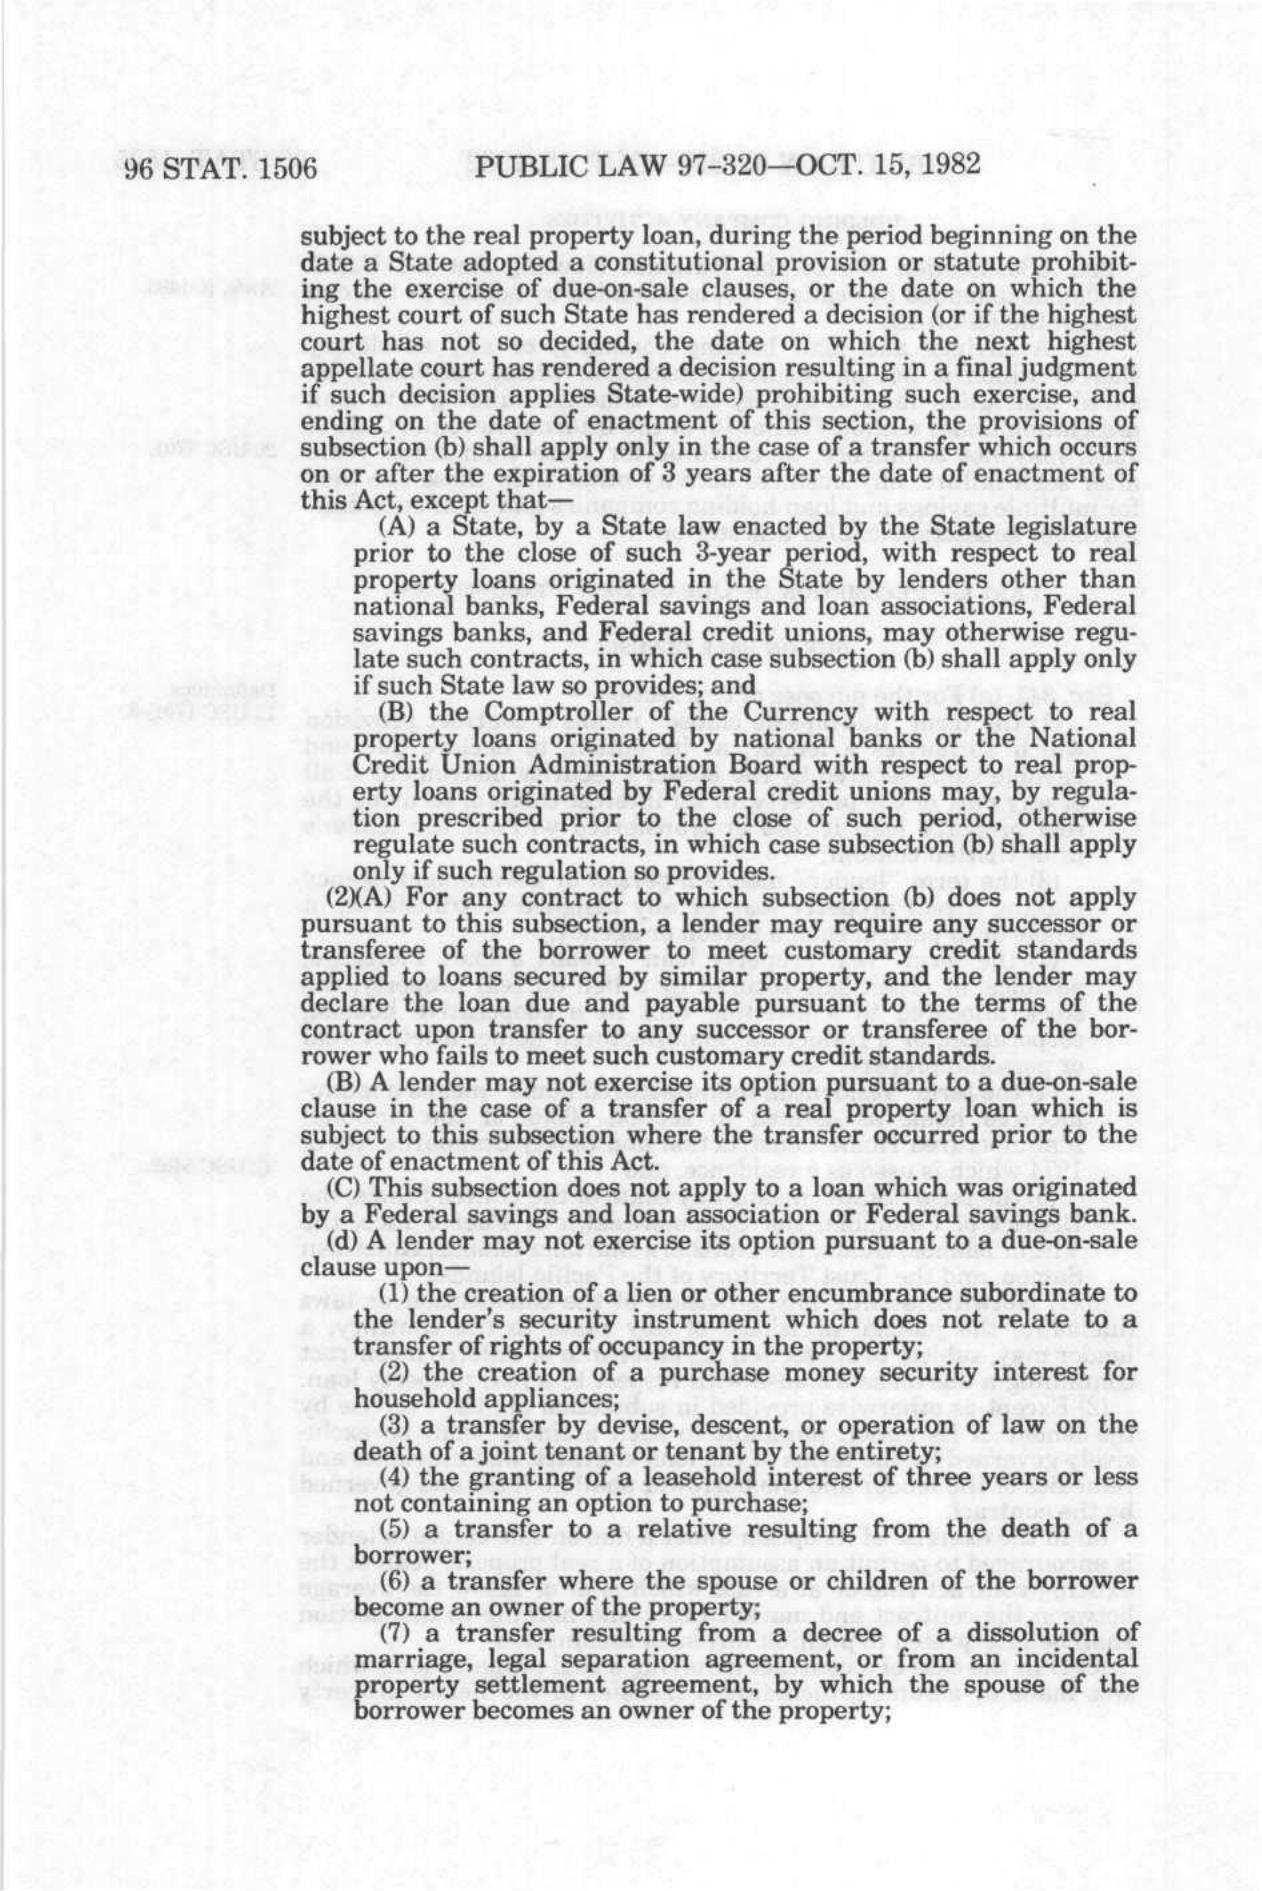 96 STAT. 1506 PUBLIC LAW 97-320—OCT. 15, 1982
subject to the real property loan, during the period beginning on the
date a State adopted a constitutional provision or statute prohibit-
ing the exercise of due-on-sale clauses, or the date on which the
highest court of such State has rendered a decision (or if the highest
court has not so decided, the date on which the next highest
appellate court has rendered a decision resulting in a final judgment
if such decision applies State-wide) prohibiting such exercise, and
ending on the date of enactment of this section, the provisions of
subsection (b) shall apply only in the case of a transfer which occurs
on or after the expiration of 3 years after the date of enactment of
this Act, except that—
(A) a State, by a State law enacted by the State legislature
prior to the close of such 3-year period, with respect to real
property loans originated in the State by lenders other than
national banks, Federal savings and loan associations, Federal
savings banks, and Federal credit unions, may otherwise regu-
late such contracts, in which case subsection (b) shall apply only
if such State law so provides; and
(B) the Comptroller of the Currency with respect to real
property loans originated by national banks or the National
Credit Union Administration Board with respect to real prop-
erty loans originated by Federal credit unions may, by regula-
tion prescribed prior to the close of such period, otherwise
regulate such contracts, in which case subsection (b) shall apply
only if such regulation so provides.
(2)(A) For any contract to which subsection (b) does not apply
pursuant to this subsection, a lender may require any successor or
transferee of the borrower to meet customary credit standards
applied to loans secured by similar property, and the lender may
declare the loan due and payable pursuant to the terms of the
contract upon transfer to any successor or transferee of the bor-
rower who fails to meet such customary credit standards.
(B) A lender may not exercise its option pursuant to a due-on-sale
clause in the case of a transfer of a real property loan which is
subject to this subsection where the transfer occurred prior to the
date of enactment of this Act.
(C) This subsection does not apply to a loan which was originated
by a Federal savings and loan association or Federal savings bank.
(d) A lender may not exercise its option pursuant to a due-on-sale
clause upon—
(1) the creation of a lien or other encumbrance subordinate to
the lender's security instrument which does not relate to a
transfer of rights of occupancy in the property;
(2) the creation of a purchase money security interest for
household appliances;
(3) a transfer by devise, descent, or operation of law on the
death of a joint tenant or tenant by the entirety;
(4) the granting of a leasehold interest of three years or less
not containing an option to purchase;
(5) a transfer to a relative resulting from the death of a
borrower;
(6) a transfer where the spouse or children of the borrower
become an owner of the property;
(7) a transfer resulting from a decree of a dissolution of
marriage, legal separation agreement, or from an incidental
property settlement agreement, by which the spouse of the
borrower becomes an owner of the property;